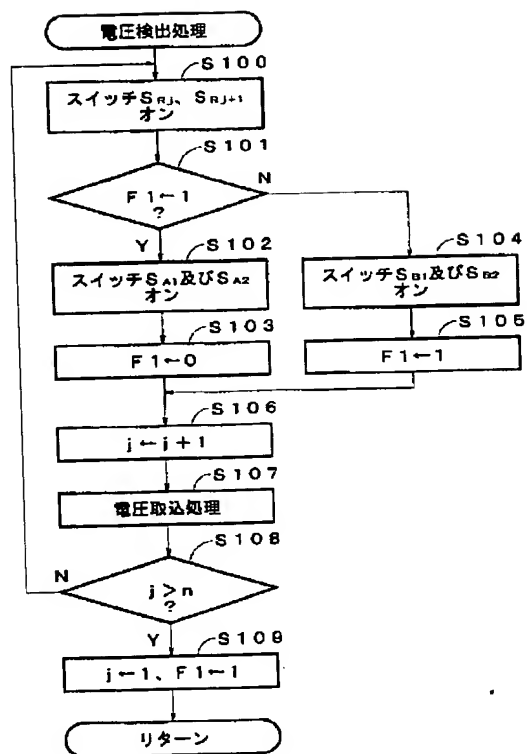 電圧検出処理
S100
スイッチSRj、SRj+1
オン
S101
F1←1
?
N
Y
S102
スイッチSA1及びSA2
オン
S104
スイッチSB1及びSB2
オン
S103
F1←0
S105
F1←1
S106
j←j+1
S107
電圧取込処理
S108
N
j>n
?
Y
S109
j←1、F1←1
リターン